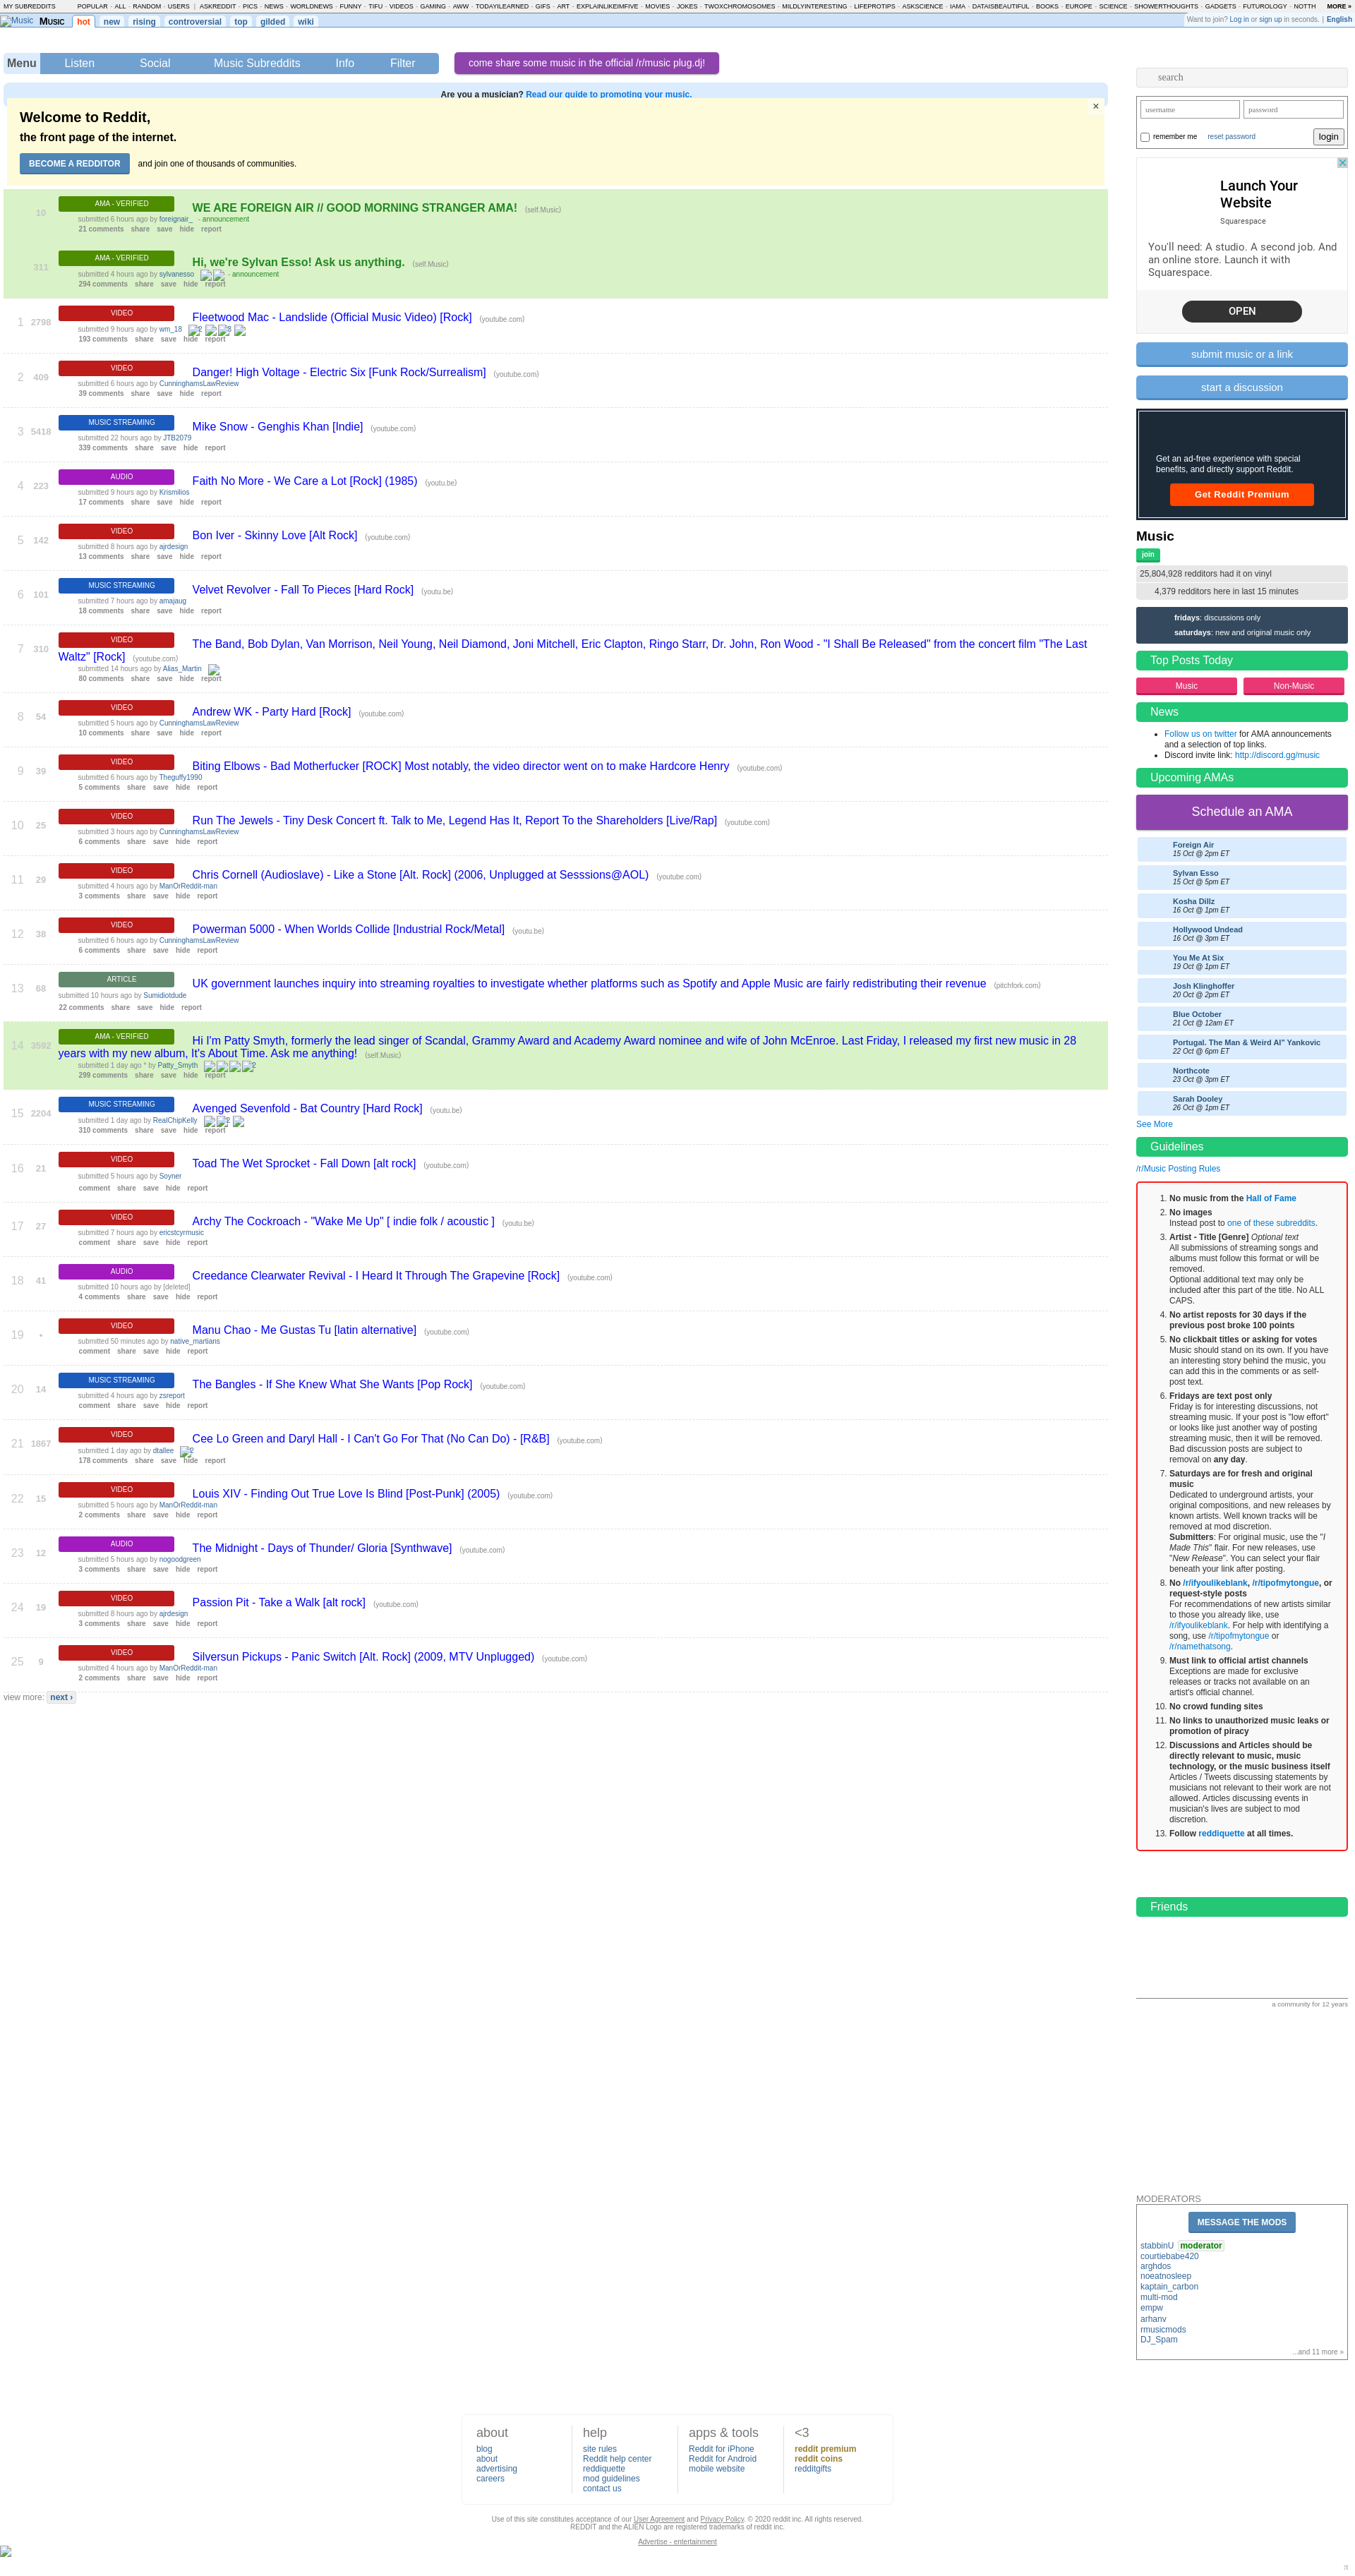 MY SUBREDDITS POPULAR - ALL - RANDOM - USERS | ASKREDDIT - PICS - NEWS - WORLDNEWS - FUNNY - TIFU - VIDEOS - GAMING - AWW - TODAYILEARNED - GIFS - ART - EXPLAINLIKEIMFIVE - MOVIES - JOKES - TWOXCHROMOSOMES - MILDLYINTERESTING - LIFEPROTIPS - ASKSCIENCE - IAMA - DATAISBEAUTIFUL - BOOKS - EUROPE - SCIENCE - SHOWERTHOUGHTS - GADGETS - FUTUROLOGY - NOTTH MORE »
Music MUSIC hot new rising controversial top gilded wiki
Want to join? Log in or sign up in seconds. | English
Menu Listen Social Music Subreddits Info Filter
come share some music in the official /r/music plug.dj!
Are you a musician? Read our guide to promoting your music.
×
Welcome to Reddit,
the front page of the internet.
BECOME A REDDITOR and join one of thousands of communities.
10 AMA - VERIFIED WE ARE FOREIGN AIR // GOOD MORNING STRANGER AMA! (self.Music)
submitted 6 hours ago by foreignair_ - announcement
21 comments share save hide report
311 AMA - VERIFIED Hi, we're Sylvan Esso! Ask us anything. (self.Music)
submitted 4 hours ago by sylvanesso - announcement
294 comments share save hide report
1 2798 VIDEO Fleetwood Mac - Landslide (Official Music Video) [Rock] (youtube.com)
submitted 9 hours ago by wm_18 2 3
193 comments share save hide report
2 409 VIDEO Danger! High Voltage - Electric Six [Funk Rock/Surrealism] (youtube.com)
submitted 6 hours ago by CunninghamsLawReview
39 comments share save hide report
3 5418 MUSIC STREAMING Mike Snow - Genghis Khan [Indie] (youtube.com)
submitted 22 hours ago by JTB2079
339 comments share save hide report
4 223 AUDIO Faith No More - We Care a Lot [Rock] (1985) (youtu.be)
submitted 9 hours ago by Krismilios
17 comments share save hide report
5 142 VIDEO Bon Iver - Skinny Love [Alt Rock] (youtube.com)
submitted 8 hours ago by ajrdesign
13 comments share save hide report
6 101 MUSIC STREAMING Velvet Revolver - Fall To Pieces [Hard Rock] (youtu.be)
submitted 7 hours ago by amajaug
18 comments share save hide report
7 310 VIDEO The Band, Bob Dylan, Van Morrison, Neil Young, Neil Diamond, Joni Mitchell, Eric Clapton, Ringo Starr, Dr. John, Ron Wood - "I Shall Be Released" from the concert film "The Last
Waltz" [Rock] (youtube.com)
submitted 14 hours ago by Alias_Martin
80 comments share save hide report
8 54 VIDEO Andrew WK - Party Hard [Rock] (youtube.com)
submitted 5 hours ago by CunninghamsLawReview
10 comments share save hide report
9 39 VIDEO Biting Elbows - Bad Motherfucker [ROCK] Most notably, the video director went on to make Hardcore Henry (youtube.com)
submitted 6 hours ago by Theguffy1990
5 comments share save hide report
10 25 VIDEO Run The Jewels - Tiny Desk Concert ft. Talk to Me, Legend Has It, Report To the Shareholders [Live/Rap] (youtube.com)
submitted 3 hours ago by CunninghamsLawReview
6 comments share save hide report
11 29 VIDEO Chris Cornell (Audioslave) - Like a Stone [Alt. Rock] (2006, Unplugged at Sesssions@AOL) (youtube.com)
submitted 4 hours ago by ManOrReddit-man
3 comments share save hide report
12 38 VIDEO Powerman 5000 - When Worlds Collide [Industrial Rock/Metal] (youtu.be)
submitted 6 hours ago by CunninghamsLawReview
6 comments share save hide report
13 68 ARTICLE UK government launches inquiry into streaming royalties to investigate whether platforms such as Spotify and Apple Music are fairly redistributing their revenue (pitchfork.com)
submitted 10 hours ago by Sumidiotdude
22 comments share save hide report
14 3592 AMA - VERIFIED Hi I'm Patty Smyth, formerly the lead singer of Scandal, Grammy Award and Academy Award nominee and wife of John McEnroe. Last Friday, I released my first new music in 28
years with my new album, It's About Time. Ask me anything! (self.Music)
submitted 1 day ago * by Patty_Smyth 2
299 comments share save hide report
15 2204 MUSIC STREAMING Avenged Sevenfold - Bat Country [Hard Rock] (youtu.be)
submitted 1 day ago by RealChipKelly 2
310 comments share save hide report
16 21 VIDEO Toad The Wet Sprocket - Fall Down [alt rock] (youtube.com)
submitted 5 hours ago by Soyner
comment share save hide report
17 27 VIDEO Archy The Cockroach - "Wake Me Up" [ indie folk / acoustic ] (youtu.be)
submitted 7 hours ago by ericstcyrmusic
comment share save hide report
18 41 AUDIO Creedance Clearwater Revival - I Heard It Through The Grapevine [Rock] (youtube.com)
submitted 10 hours ago by [deleted]
4 comments share save hide report
19 • VIDEO Manu Chao - Me Gustas Tu [latin alternative] (youtube.com)
submitted 50 minutes ago by native_martians
comment share save hide report
20 14 MUSIC STREAMING The Bangles - If She Knew What She Wants [Pop Rock] (youtube.com)
submitted 4 hours ago by zsreport
comment share save hide report
21 1867 VIDEO Cee Lo Green and Daryl Hall - I Can't Go For That (No Can Do) - [R&B] (youtube.com)
submitted 1 day ago by dtallee 2
178 comments share save hide report
22 15 VIDEO Louis XIV - Finding Out True Love Is Blind [Post-Punk] (2005) (youtube.com)
submitted 5 hours ago by ManOrReddit-man
2 comments share save hide report
23 12 AUDIO The Midnight - Days of Thunder/ Gloria [Synthwave] (youtube.com)
submitted 5 hours ago by nogoodgreen
3 comments share save hide report
24 19 VIDEO Passion Pit - Take a Walk [alt rock] (youtube.com)
submitted 8 hours ago by ajrdesign
3 comments share save hide report
25 9 VIDEO Silversun Pickups - Panic Switch [Alt. Rock] (2009, MTV Unplugged) (youtube.com)
submitted 4 hours ago by ManOrReddit-man
2 comments share save hide report
view more: next ›
search
username password
remember me reset password login
Launch Your
Website
Squarespace
You'll need: A studio. A second job. And
an online store. Launch it with
Squarespace.
OPEN
submit music or a link
start a discussion
Get an ad-free experience with special
benefits, and directly support Reddit.
Get Reddit Premium
Music
join
25,804,928 redditors had it on vinyl
4,379 redditors here in last 15 minutes
fridays: discussions only
saturdays: new and original music only
Top Posts Today
Music Non-Music
News
• Follow us on twitter for AMA announcements
and a selection of top links.
• Discord invite link: http://discord.gg/music
Upcoming AMAs
Schedule an AMA
Foreign Air
15 Oct @ 2pm ET
Sylvan Esso
15 Oct @ 5pm ET
Kosha Dillz
16 Oct @ 1pm ET
Hollywood Undead
16 Oct @ 3pm ET
You Me At Six
19 Oct @ 1pm ET
Josh Klinghoffer
20 Oct @ 2pm ET
Blue October
21 Oct @ 12am ET
Portugal. The Man & Weird Al" Yankovic
22 Oct @ 6pm ET
Northcote
23 Oct @ 3pm ET
Sarah Dooley
26 Oct @ 1pm ET
See More
Guidelines
/r/Music Posting Rules
1. No music from the Hall of Fame
2. No images
Instead post to one of these subreddits.
3. Artist - Title [Genre] Optional text
All submissions of streaming songs and
albums must follow this format or will be
removed.
Optional additional text may only be
included after this part of the title. No ALL
CAPS.
4. No artist reposts for 30 days if the
previous post broke 100 points
5. No clickbait titles or asking for votes
Music should stand on its own. If you have
an interesting story behind the music, you
can add this in the comments or as self-
post text.
6. Fridays are text post only
Friday is for interesting discussions, not
streaming music. If your post is "low effort"
or looks like just another way of posting
streaming music, then it will be removed.
Bad discussion posts are subject to
removal on any day.
7. Saturdays are for fresh and original
music
Dedicated to underground artists, your
original compositions, and new releases by
known artists. Well known tracks will be
removed at mod discretion.
Submitters: For original music, use the "I
Made This" flair. For new releases, use
"New Release". You can select your flair
beneath your link after posting.
8. No /r/ifyoulikeblank, /r/tipofmytongue, or
request-style posts
For recommendations of new artists similar
to those you already like, use
/r/ifyoulikeblank. For help with identifying a
song, use /r/tipofmytongue or
/r/namethatsong.
9. Must link to official artist channels
Exceptions are made for exclusive
releases or tracks not available on an
artist's official channel.
10. No crowd funding sites
11. No links to unauthorized music leaks or
promotion of piracy
12. Discussions and Articles should be
directly relevant to music, music
technology, or the music business itself
Articles / Tweets discussing statements by
musicians not relevant to their work are not
allowed. Articles discussing events in
musician's lives are subject to mod
discretion.
13. Follow reddiquette at all times.
Friends
a community for 12 years
MODERATORS
MESSAGE THE MODS
stabbinU moderator
courtiebabe420
arghdos
noeatnosleep
kaptain_carbon
multi-mod
empw
arhanv
rmusicmods
DJ_Spam
...and 11 more »
about
blog
about
advertising
careers
help
site rules
Reddit help center
reddiquette
mod guidelines
contact us
apps & tools
Reddit for iPhone
Reddit for Android
mobile website
<3
reddit premium
reddit coins
redditgifts
Use of this site constitutes acceptance of our User Agreement and Privacy Policy. © 2020 reddit inc. All rights reserved.
REDDIT and the ALIEN Logo are registered trademarks of reddit inc.
Advertise - entertainment
π